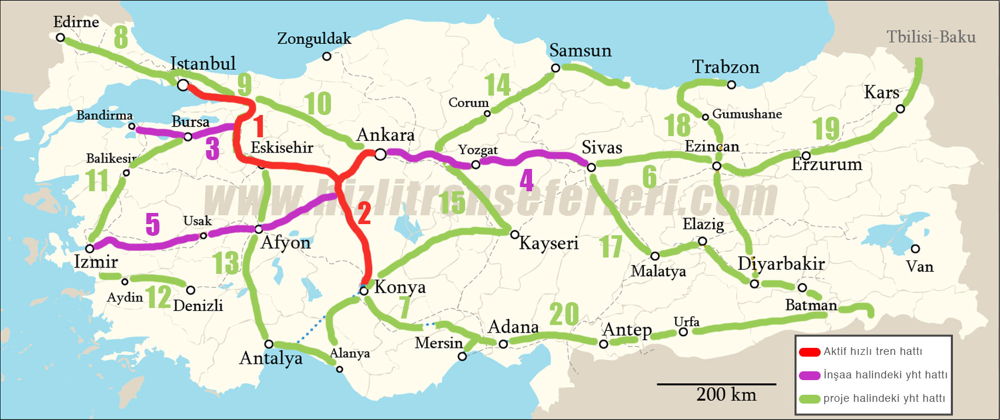 Edirne
8
Zonguldak
Tbilisi-Baku
Istanbul
Samsun
Trabzon
9
14
Kars
10
Corum
Bandirma
Bursa
1
Gumushane
18
19
3
Eskisehir
Ankara
Yozgat
Sivas
Ezincan
Balikesir
Erzurum
11
4
6
www.hizlitrenseferleri.com
15
2
5
Usak
Elazig
Afyon
Kayseri
17
Izmir
13
Malatya
Diyarbakir
Van
Aydin
12
Denizli
Konya
7
20
Batman
Adana
Antep
Urfa
Mersin
Antalya
Alanya
200 km
Aktif hızlı tren hattı
İnşaa halindeki yht hattı
proje halindeki yht hattı